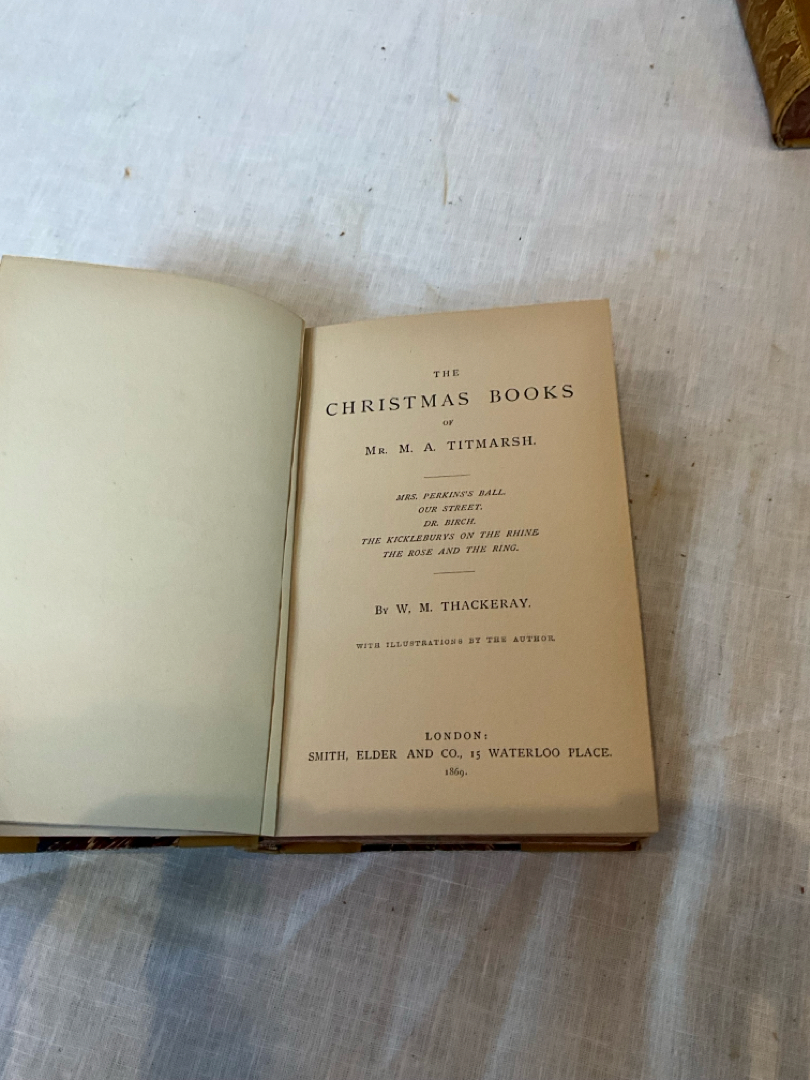 THE
CHRISTMAS BOOKS
OF
MR. M. A. TITMARSH.
MRS. PERKINS'S BALL.
OUR STREET.
DR. BIRCH.
THE KICKLEBURYS ON THE RHINE.
THE ROSE AND THE RING.
BY W. M. THACKERAY.
WITH ILLUSTRATIONS BY THE AUTHOR.
LONDON:
SMITH, ELDER AND CO., 15 WATERLOO PLACE.
1869.